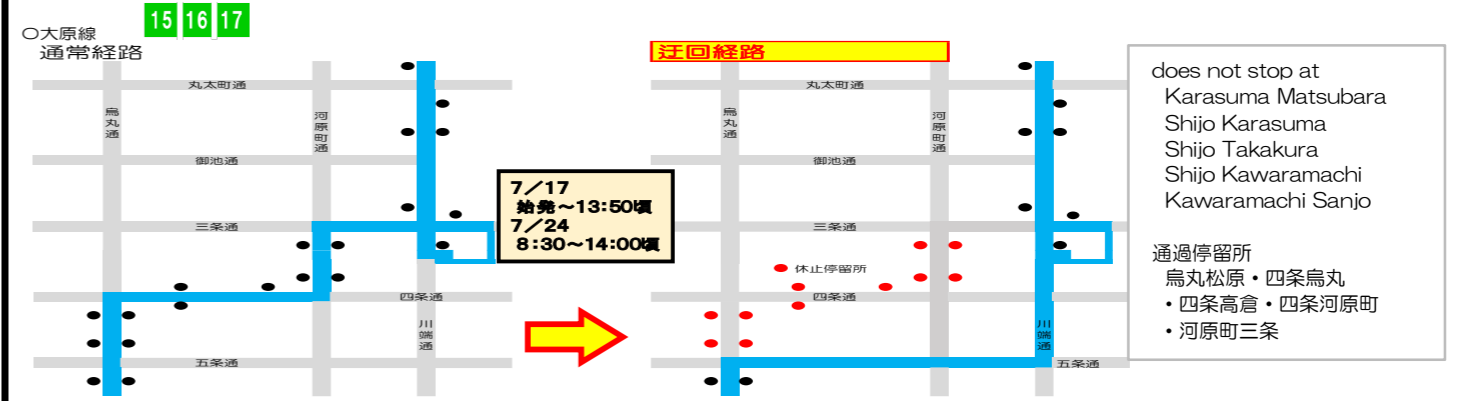 15 16 17
○大原線
通常経路
丸太町通
烏丸通
河原町通
御池通
三条通
四条通
川端通
五条通
7/17
始発~13:50頃
7/24
8:30~14:00頃
迂回経路
丸太町通
烏丸通
河原町通
御池通
三条通
休止停留所
四条通
川端通
五条通
does not stop at
Karasuma Matsubara
Shijo Karasuma
Shijo Takakura
Shijo Kawaramachi
Kawaramachi Sanjo
通過停留所
烏丸松原・四条烏丸
・四条高倉・四条河原町
・河原町三条